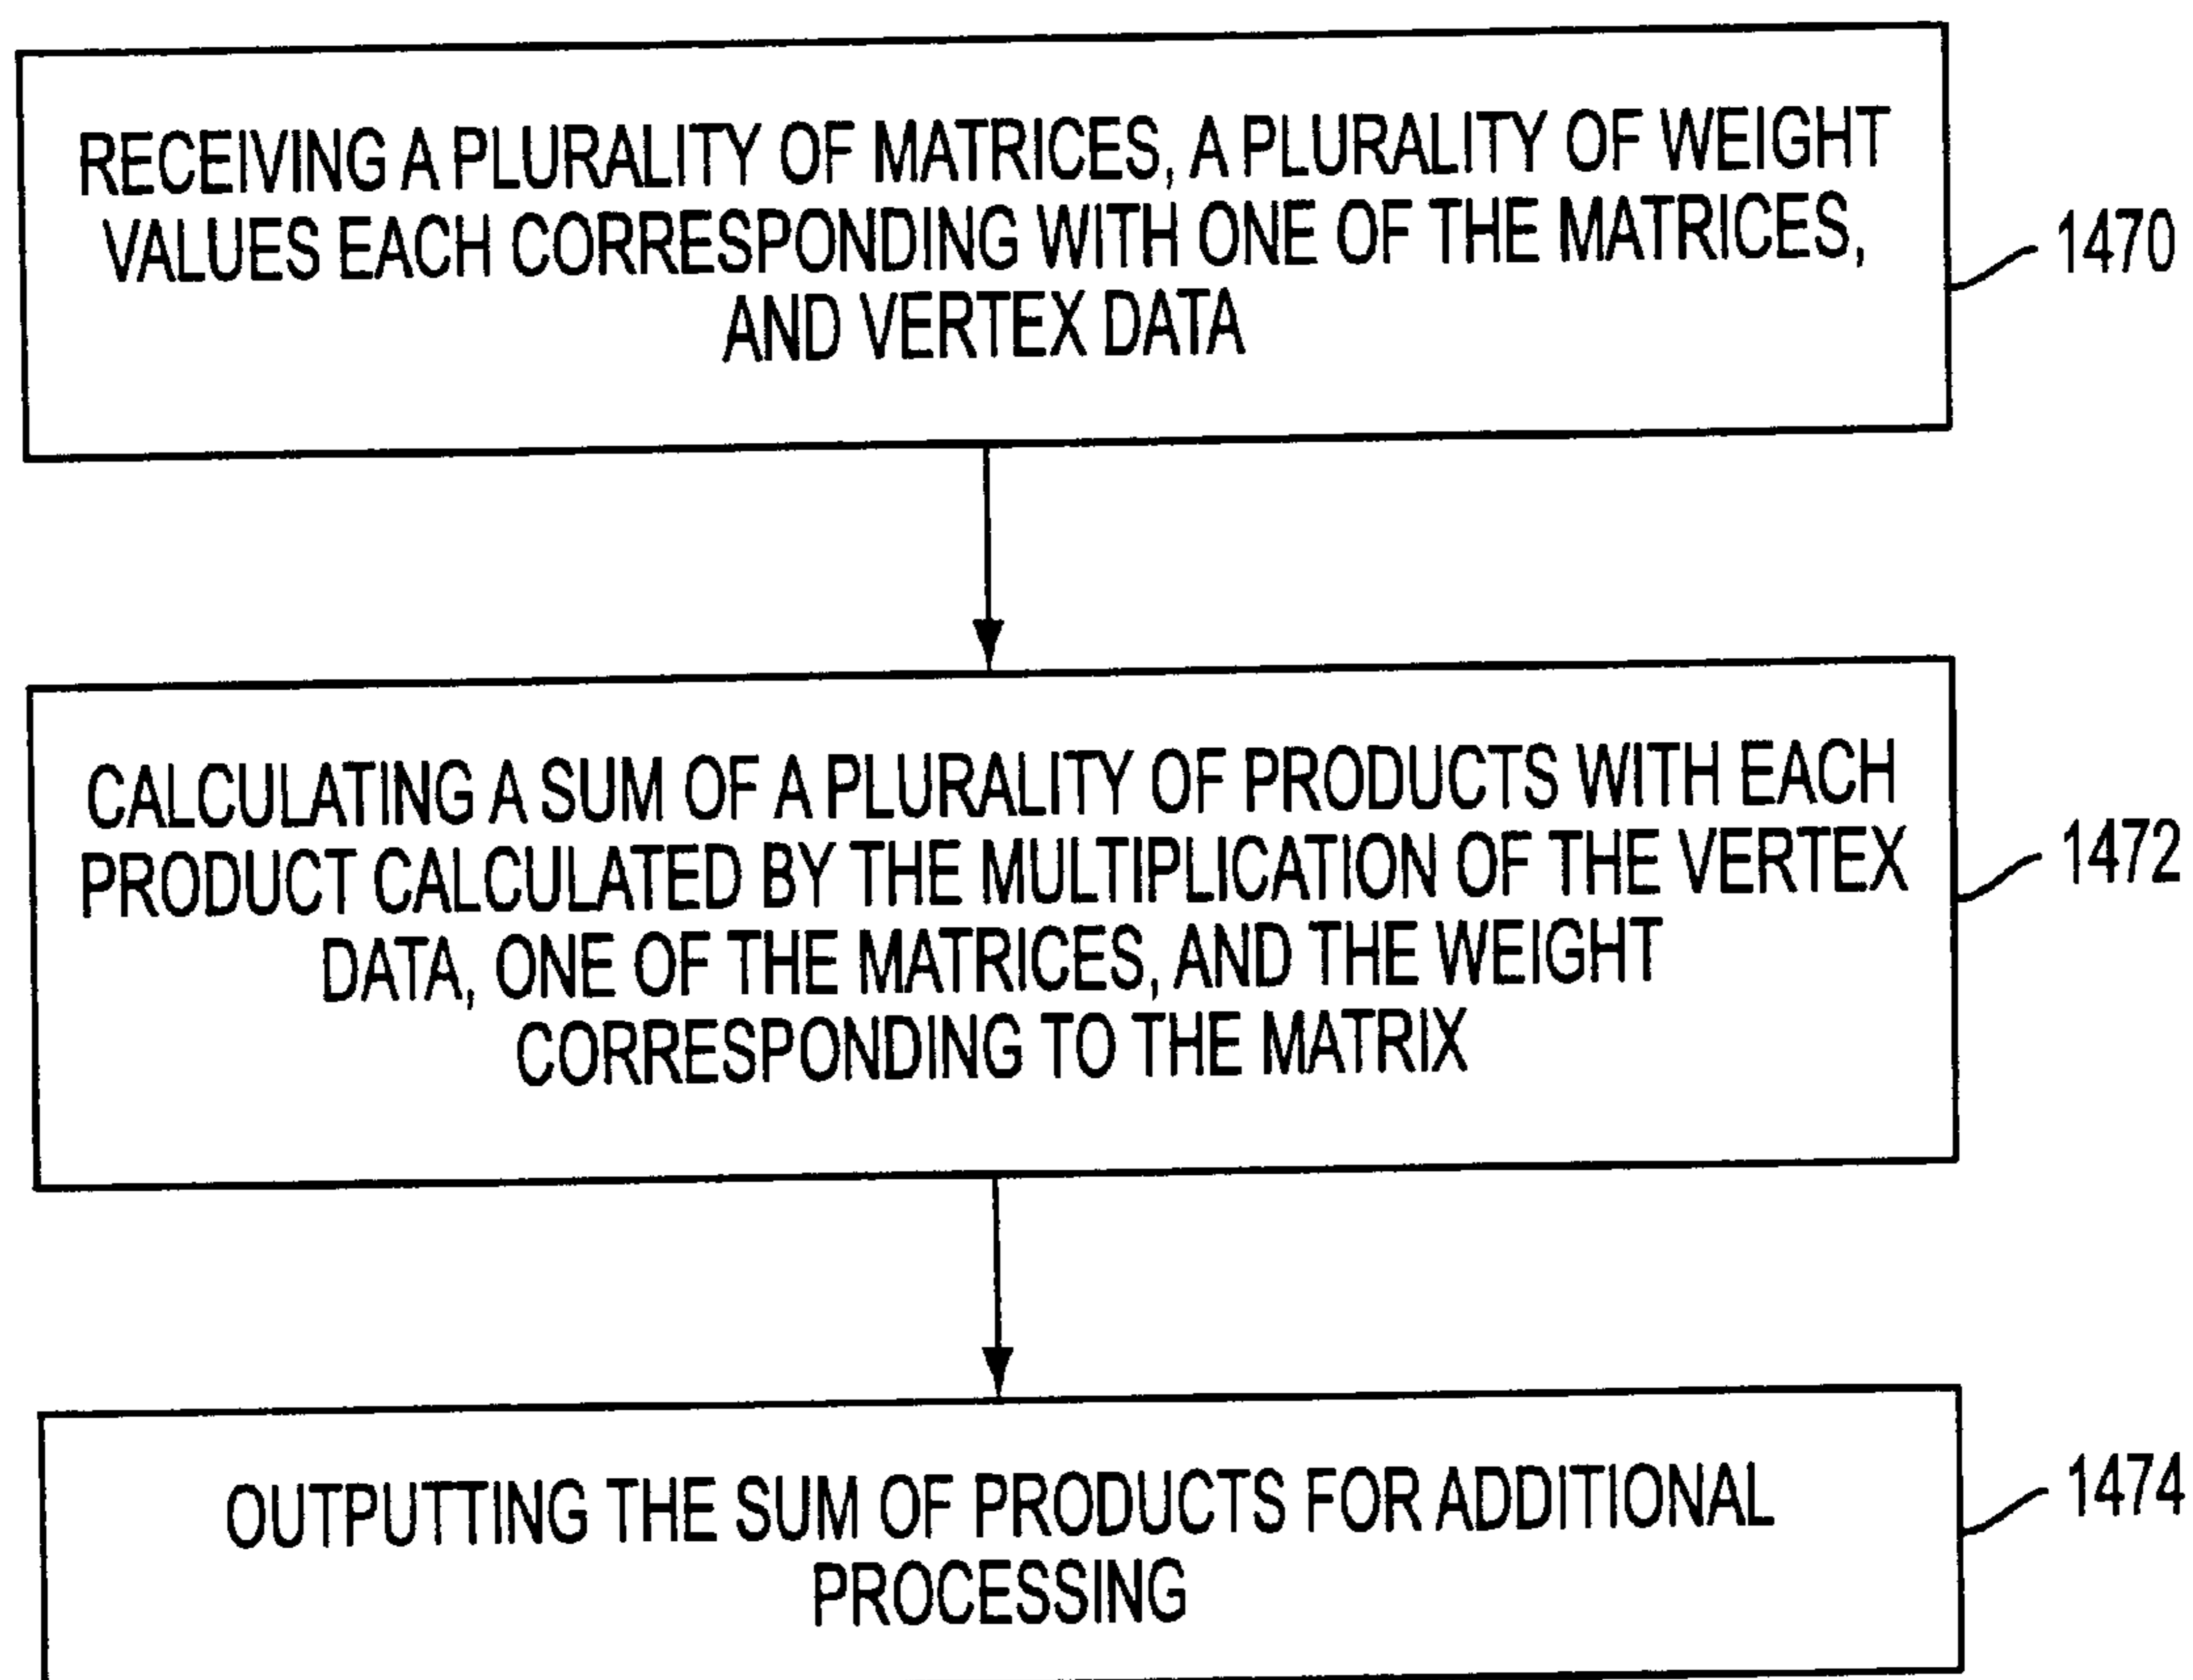 RECEIVING A PLURALITY OF MATRICES, A PLURALITY OF WEIGHT
VALUES EACH CORRESPONDING WITH ONE OF THE MATRICES,
AND VERTEX DATA
1470
CALCULATING A SUM OF A PLURALITY OF PRODUCTS WITH EACH
PRODUCT CALCULATED BY THE MULTIPLICATION OF THE VERTEX
DATA, ONE OF THE MATRICES, AND THE WEIGHT
CORRESPONDING TO THE MATRIX
1472
OUTPUTTING THE SUM OF PRODUCTS FOR ADDITIONAL
PROCESSING
1474